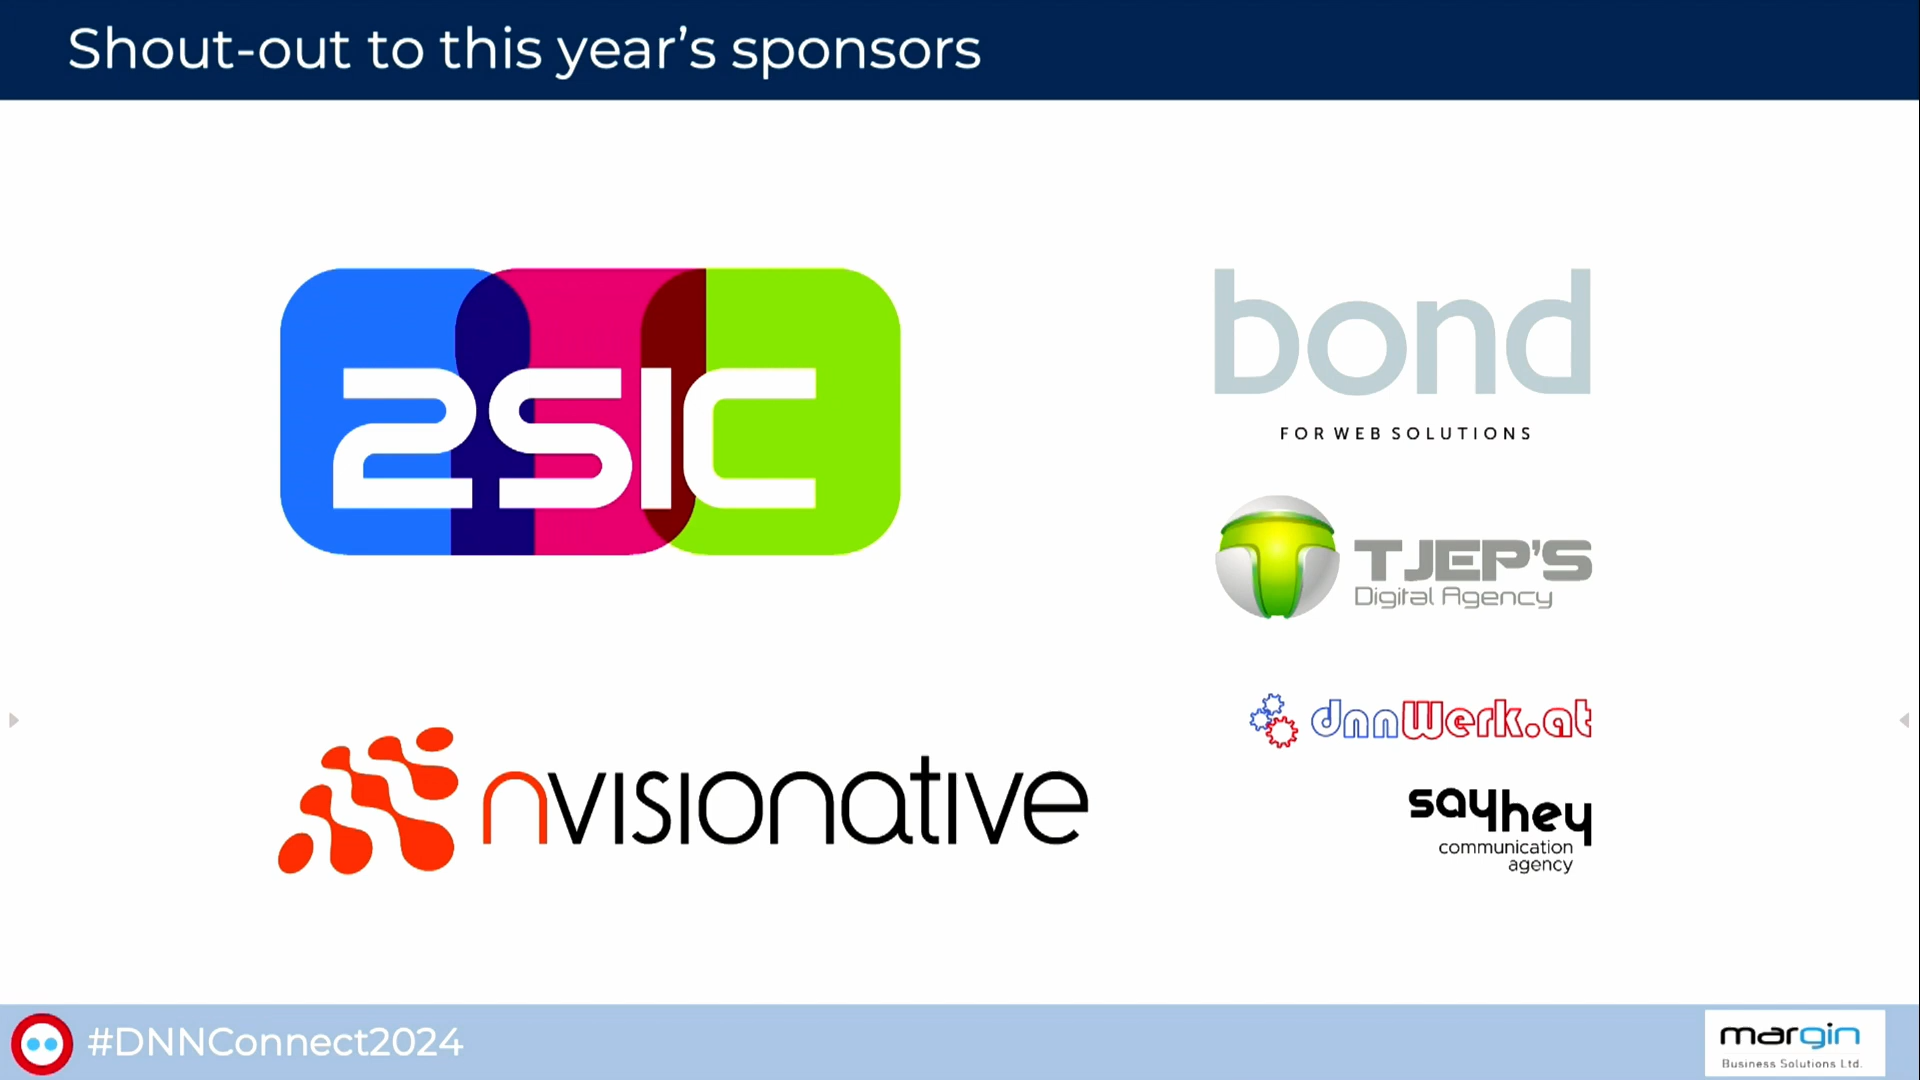 Shout-out to this year's sponsors
2SIC
bond
FOR WEB SOLUTIONS
TJEP'S
Digital Agency
dnnWerk.at
nvisionative
sayhey
communication
agency
#DNNConnect2024
margin
Business Solutions Ltd.